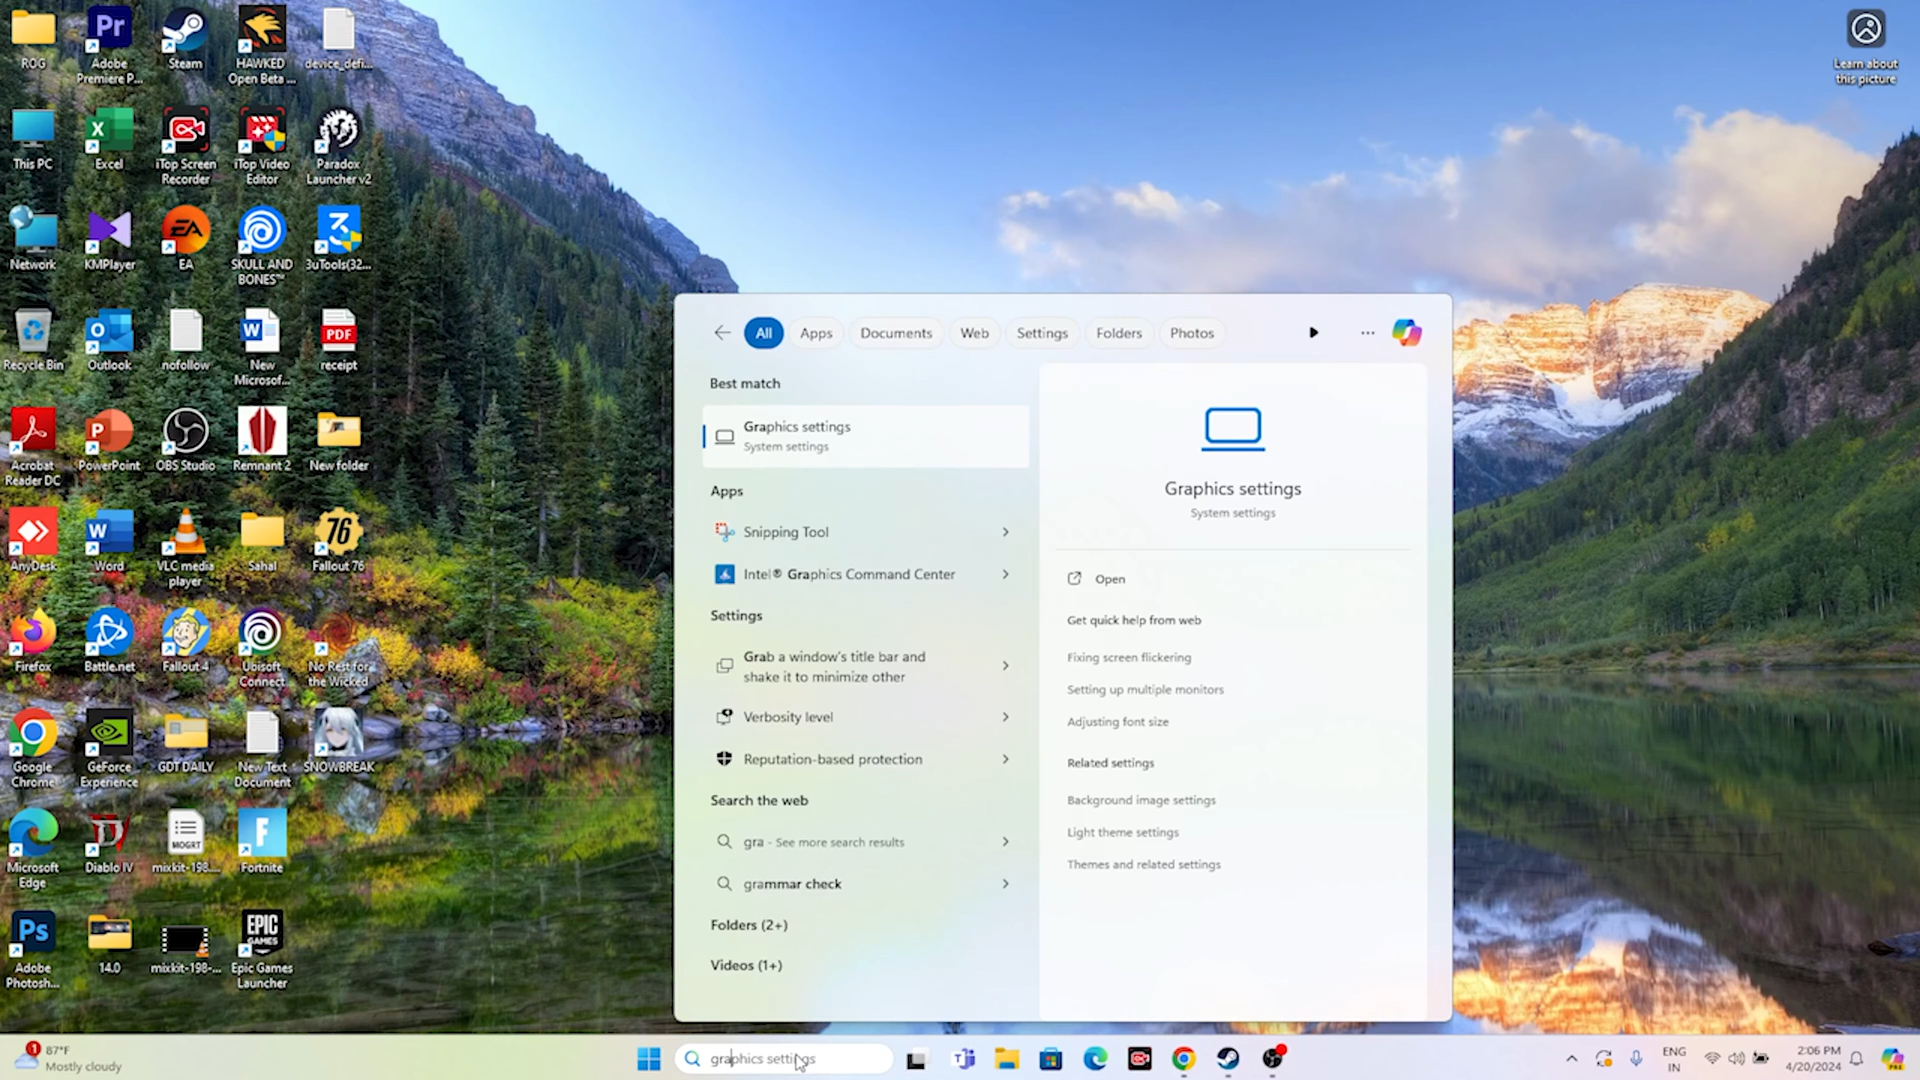 ROG
Adobe
Premiere P...
Steam
HAWKED
Open Beta ...
device_defi...
This PC
Excel
iTop Screen
Recorder
iTop Video
Editor
Paradox
Launcher v2
Network
KMPlayer
EA
SKULL AND
BONES™
3uTools(32...
Recycle Bin
Outlook
nofollow
New
Microsof...
PDF
receipt
Acrobat
Reader DC
PowerPoint
OBS Studio
Remnant 2
New folder
AnyDesk
Word
VLC media
player
Sahal
76
Fallout 76
Firefox
Battle.net
Fallout 4
Ubisoft
Connect
No Rest for
the Wicked
Google
Chrome
GeForce
Experience
GDT DAILY
New Text
Document
SNOWBREAK
Microsoft
Edge
Diablo IV
MOGRT
mixkit-198....
Fortnite
Adobe
Photosh...
14.0
mixkit-198-...
EPIC
GAMES
Epic Games
Launcher
Learn about
this picture
All
Apps
Documents
Web
Settings
Folders
Photos
Best match
Graphics settings
System settings
Apps
Snipping Tool
Intel® Graphics Command Center
Settings
Grab a window's title bar and
shake it to minimize other
Verbosity level
Reputation-based protection
Search the web
gra - See more search results
grammar check
Folders (2+)
Videos (1+)
Graphics settings
System settings
Open
Get quick help from web
Fixing screen flickering
Setting up multiple monitors
Adjusting font size
Related settings
Background image settings
Light theme settings
Themes and related settings
1
87°F
Mostly cloudy
graphics settings
ENG
IN
2:06 PM
4/20/2024
PRE